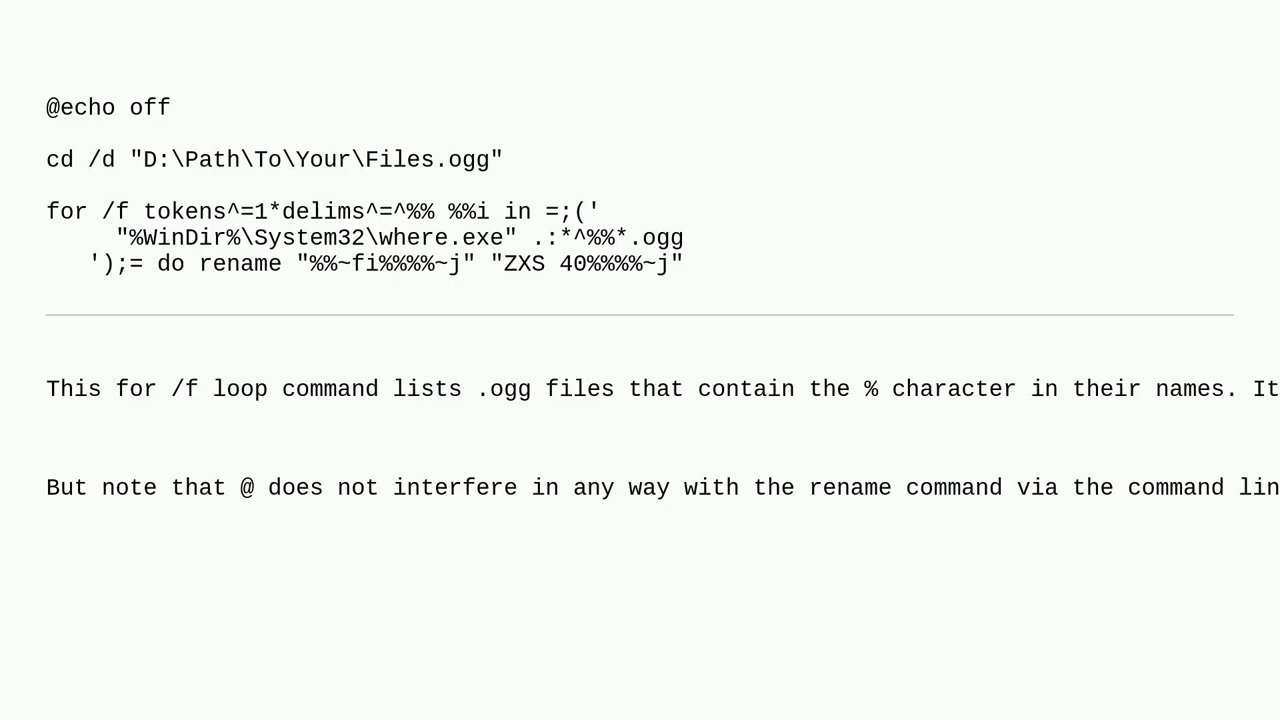 @echo off
cd /d "D:\Path\To\Your\Files.ogg"
for /f tokens^=1*delims^=^%% %%i in =;('
"%WinDir%\System32\where.exe" .:*^%%*.ogg
');= do rename "%%~fi%%%%~j" "ZXS 40%%%%~j"
This for /f loop command lists .ogg files that contain the % character in their names. It
But note that @ does not interfere in any way with the rename command via the command lin